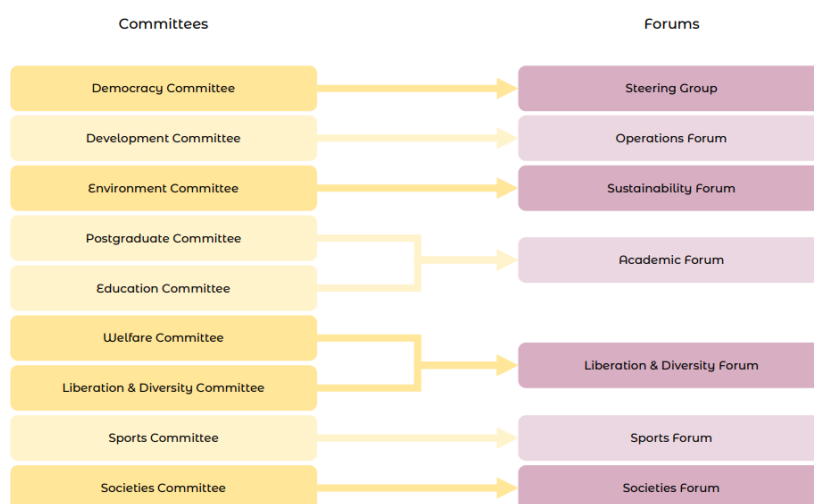 Committees
Forums
Democracy Committee
Steering Group
Development Committee
Operations Forum
Environment Committee
Sustainability Forum
Postgraduate Committee
Academic Forum
Education Committee
Welfare Committee
Liberation & Diversity Forum
Liberation & Diversity Committee
Sports Committee
Sports Forum
Societies Committee
Societies Forum